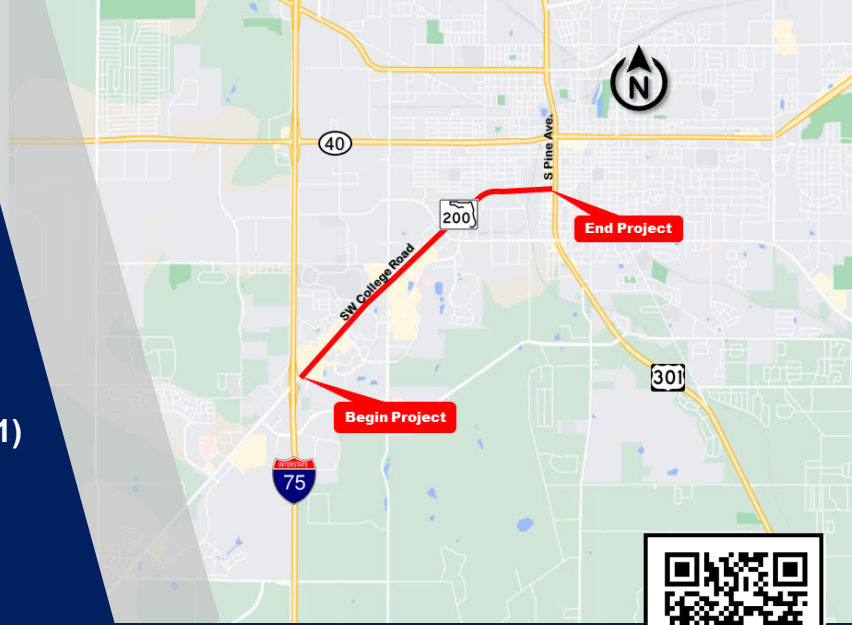 N
S Pine Ave.
40
200
End Project
SW College Road
301
Begin Project
1)
INTERSTATE
75